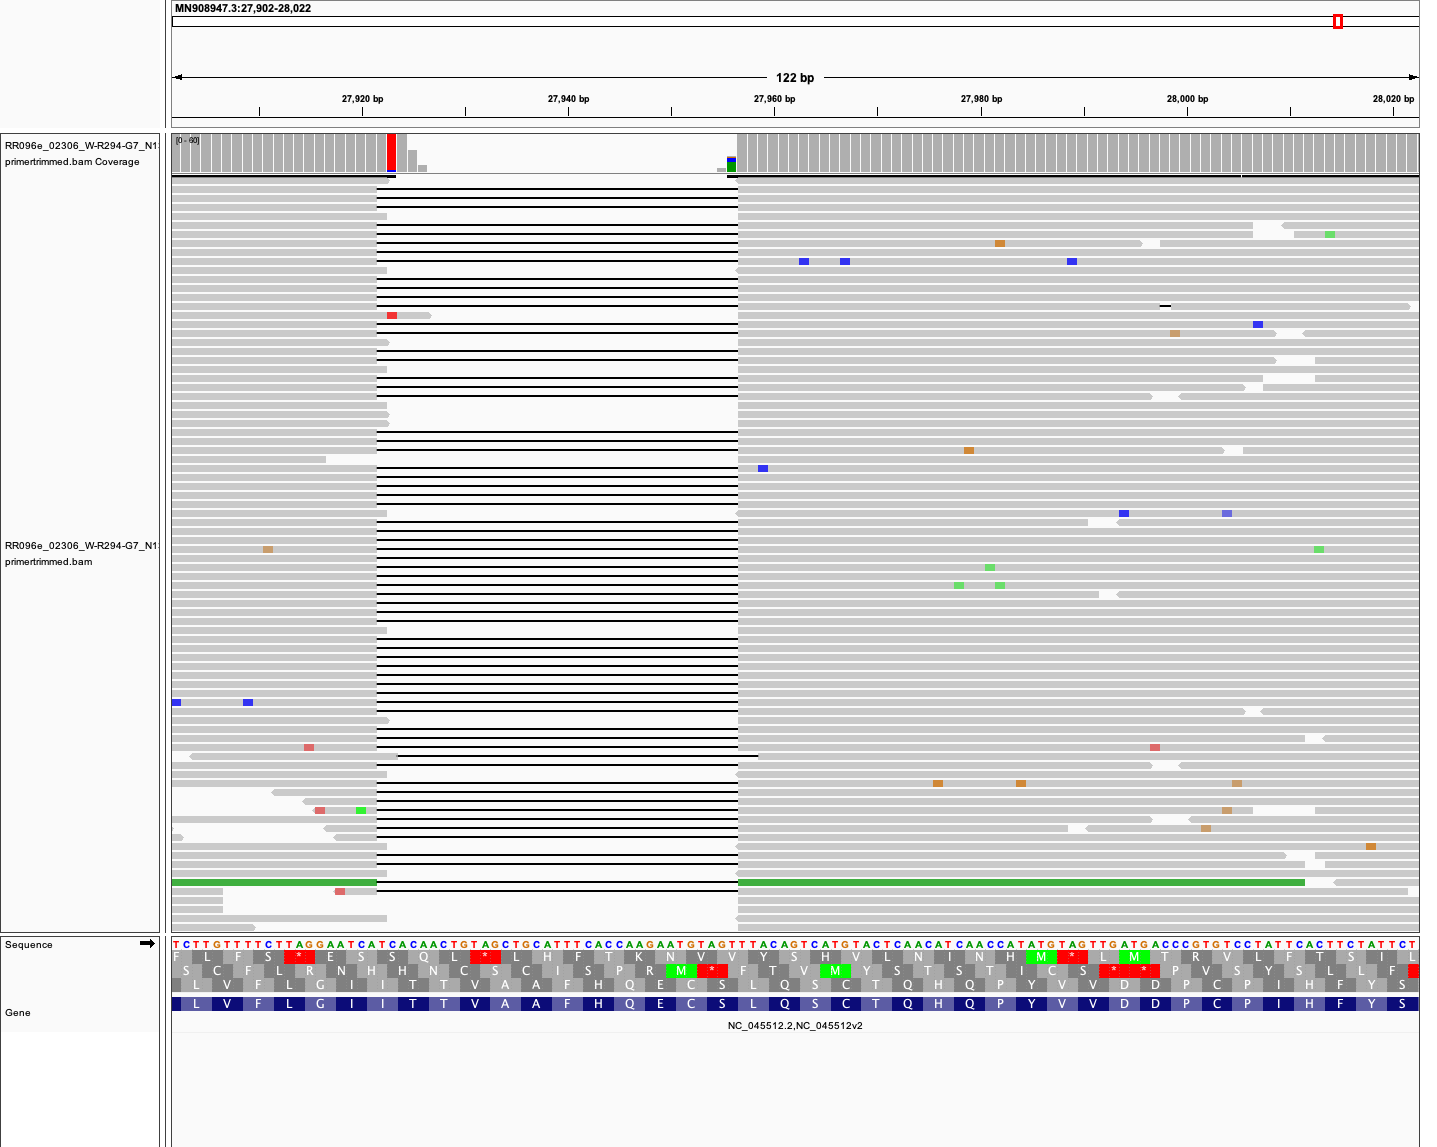 MN908947.3:27,902-28,022
122 bp
27,920 bp 27,940 bp 27,960 bp 27,980 bp 28,000 bp 28,020 bp
RR096e_02306_W-R294-G7_N1
primertrimmed.bam Coverage
[0 - 60]
RR096e_02306_W-R294-G7_N1
primertrimmed.bam
Sequence
TCTTGTTTTCTTAGGAATCATCACAACTGTAGCTGCATTTCACCAAGAATGTAGTTTACAGTCATGTACTCAACATCAACCATATGTAGTTGATGACCCGTGTCCTATTCACTTCTATTCT
F L F S * E S S Q L * L H F T K N V V Y S H V L N I N H M * L M T R V L F T S I L
S C F L R N H H N C S C I S P R M * F T V M Y S T S T I C S * * P V S Y S L L F
L V F L G I I T T V A A F H Q E C S L Q S C T Q H Q P Y V V D D P C P I H F Y S
Gene
L V F L G I I T T V A A F H Q E C S L Q S C T Q H Q P Y V V D D P C P I H F Y S
NC_045512.2,NC_045512v2